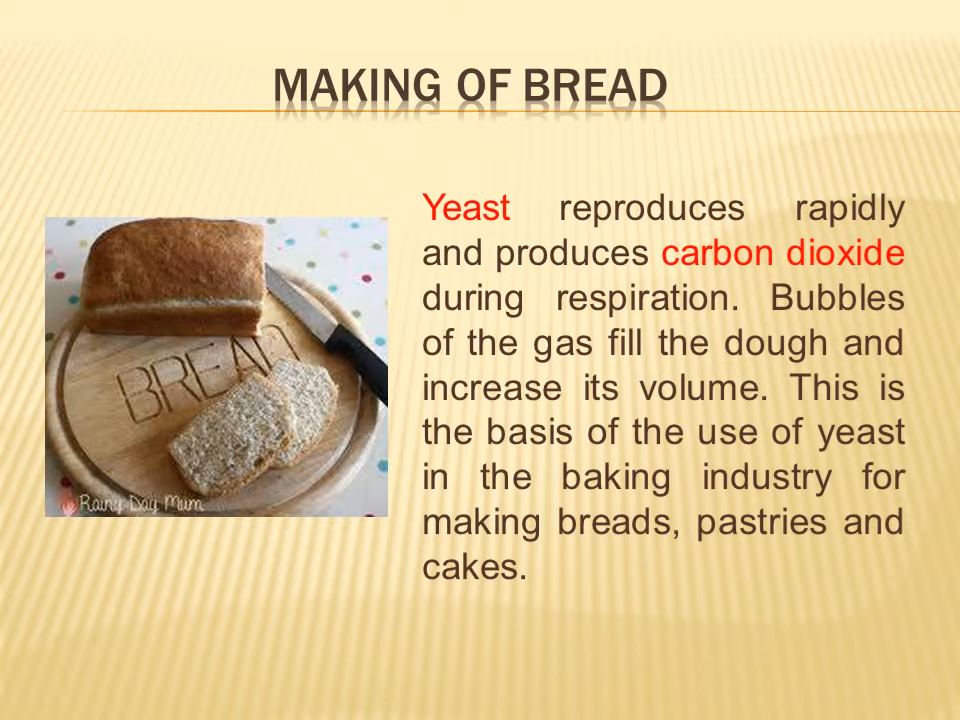 MAKING OF BREAD
Yeast reproduces rapidly
and produces carbon dioxide
during respiration. Bubbles
of the gas fill the dough and
increase its volume. This is
the basis of the use of yeast
in the baking industry for
making breads, pastries and
cakes.
BREAD
Rainy Day Mum